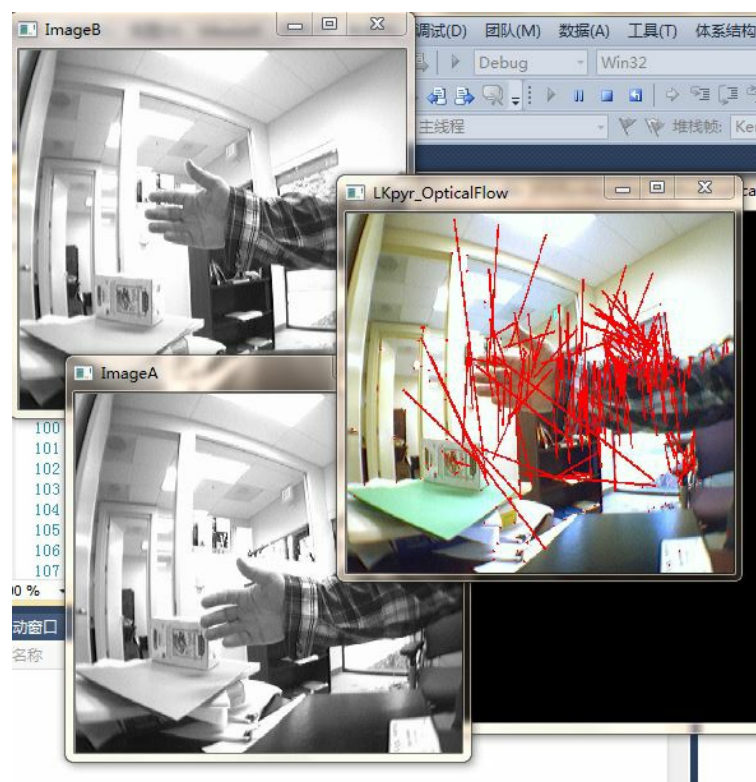 ImageB
调试(D) 团队(M) 数据(A) 工具(T) 体系结构
Debug Win32
主线程 堆栈帧:
LKpyr_OpticalFlow
ImageA
100
101
102
103
104
105
106
107
0 %
动窗口
名称